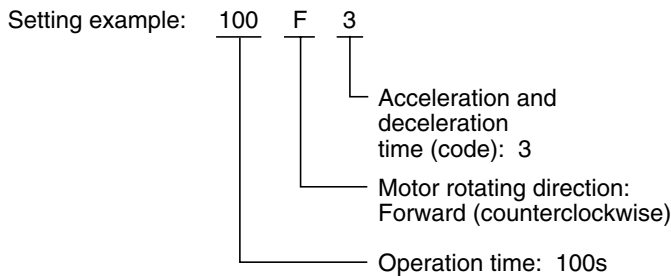 Setting example: 100 F 3
Acceleration and
deceleration
time (code): 3
Motor rotating direction:
Forward (counterclockwise)
Operation time: 100s